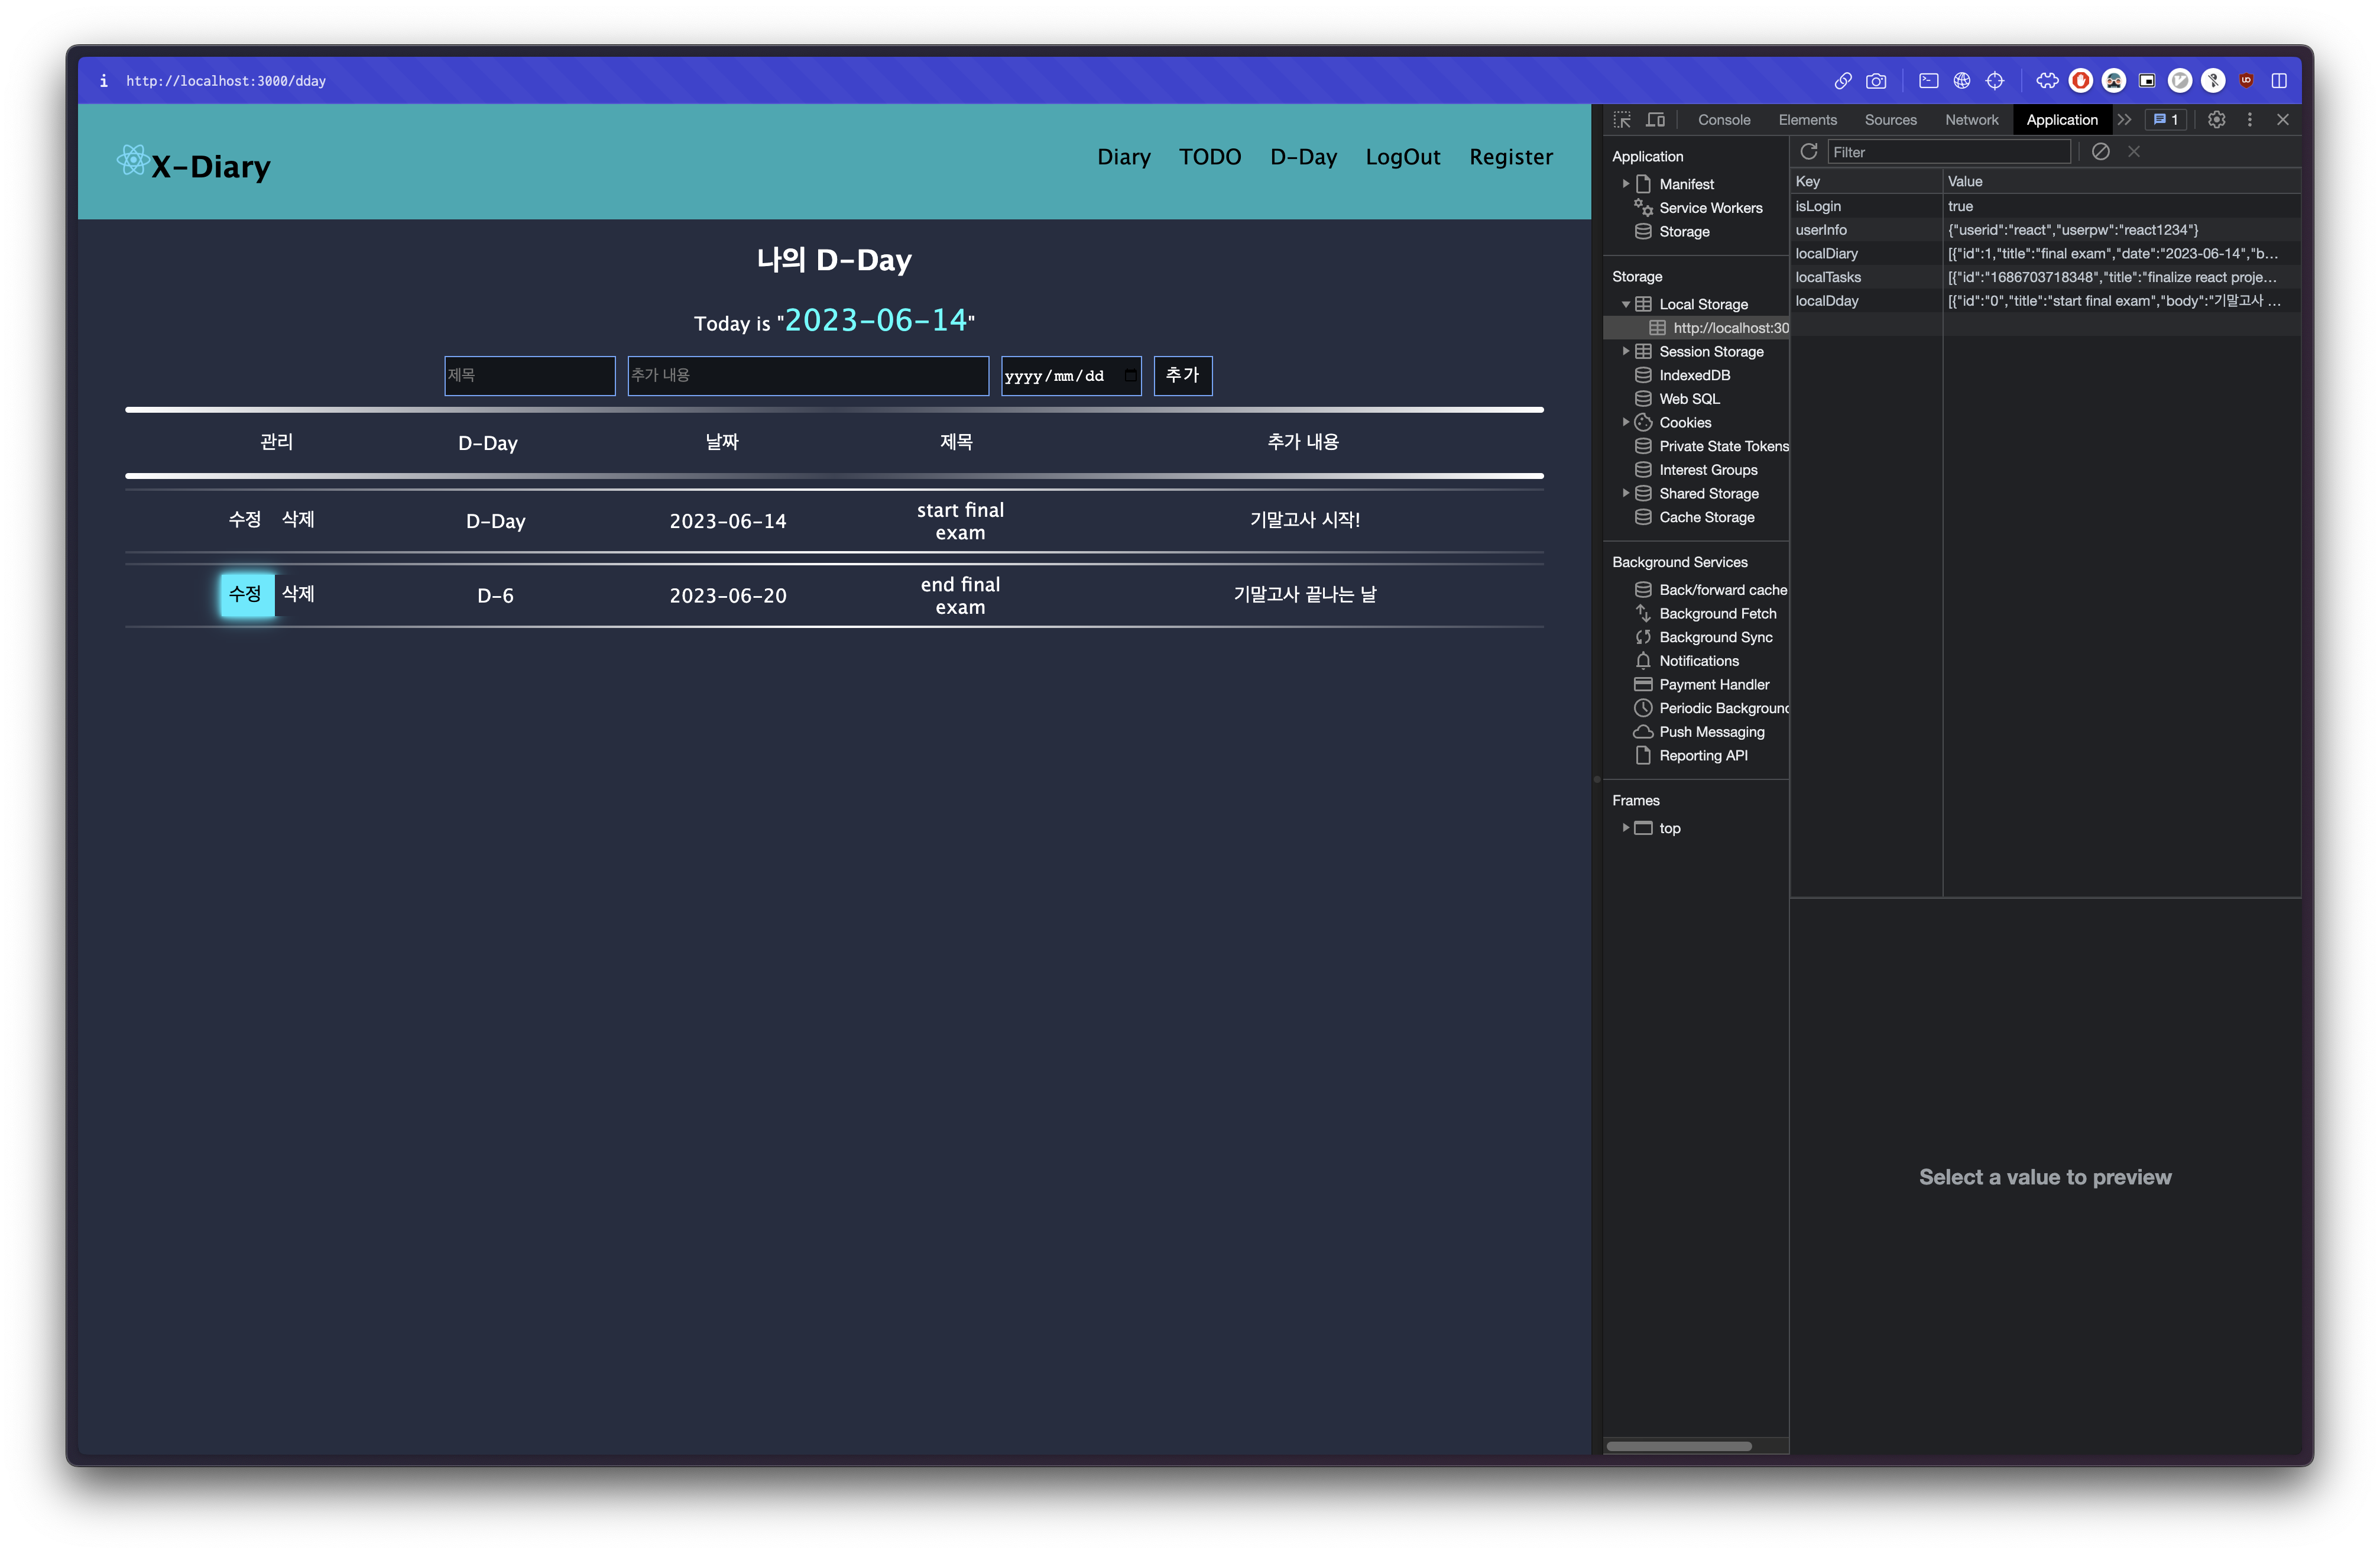 i http://localhost:3000/dday
X-Diary
Diary TODO D-Day LogOut Register
나의 D-Day
Today is "2023-06-14"
제목 추가 내용 yyyy/mm/dd 추가
관리 D-Day 날짜 제목 추가 내용
수정 삭제 D-Day 2023-06-14 start final
exam 기말고사 시작!
수정 삭제 D-6 2023-06-20 end final
exam 기말고사 끝나는 날
Console Elements Sources Network Application 1
Application
Manifest
Service Workers
Storage
Storage
Local Storage
http://localhost:30
Session Storage
IndexedDB
Web SQL
Cookies
Private State Tokens
Interest Groups
Shared Storage
Cache Storage
Background Services
Back/forward cache
Background Fetch
Background Sync
Notifications
Payment Handler
Periodic Background
Push Messaging
Reporting API
Frames
top
Filter
Key Value
isLogin true
userInfo {"userid":"react","userpw":"react1234"}
localDiary [{"id":1,"title":"final exam","date":"2023-06-14","b…
localTasks [{"id":"1686703718348","title":"finalize react proje…
localDday [{"id":"0","title":"start final exam","body":"기말고사 …
Select a value to preview